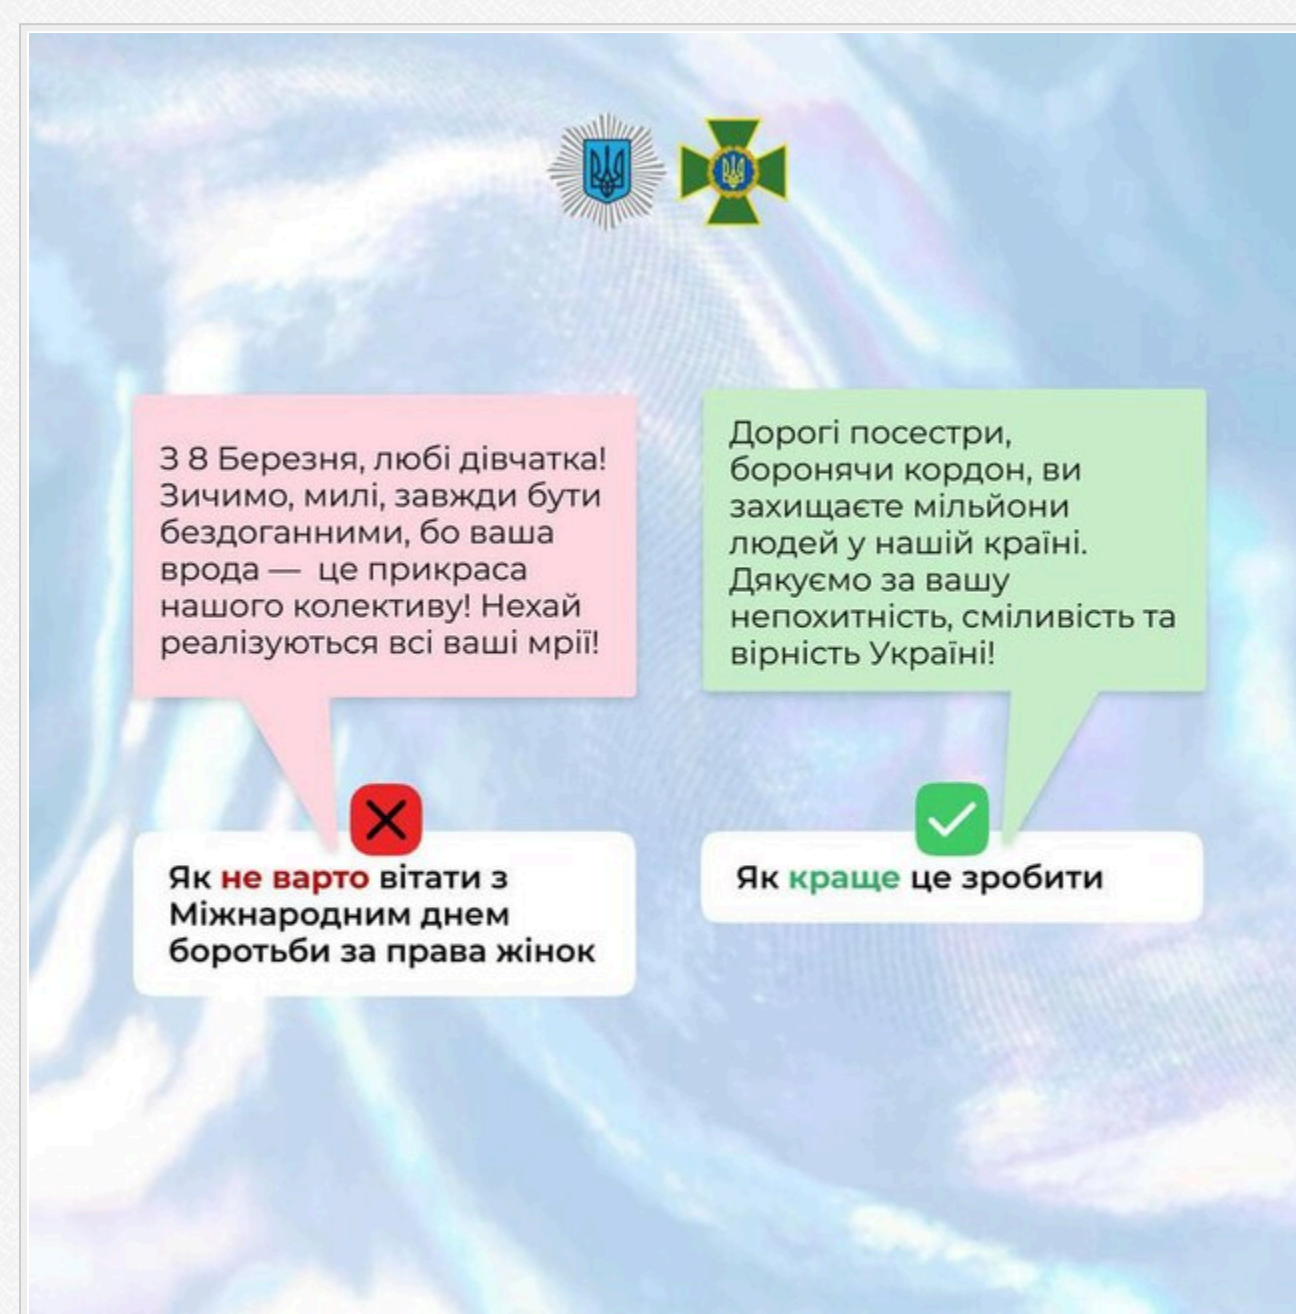 З 8 Березня, любі дівчатка!
Зичимо, милі, завжди бути
бездоганними, бо ваша
врода — це прикраса
нашого колективу! Нехай
реалізуються всі ваші мрії!
Як не варто вітати з
Міжнародним днем
боротьби за права жінок
Дорогі посестри,
боронячи кордон, ви
захищаєте мільйони
людей у нашій країні.
Дякуємо за вашу
непохитність, сміливість та
вірність Україні!
Як краще це зробити